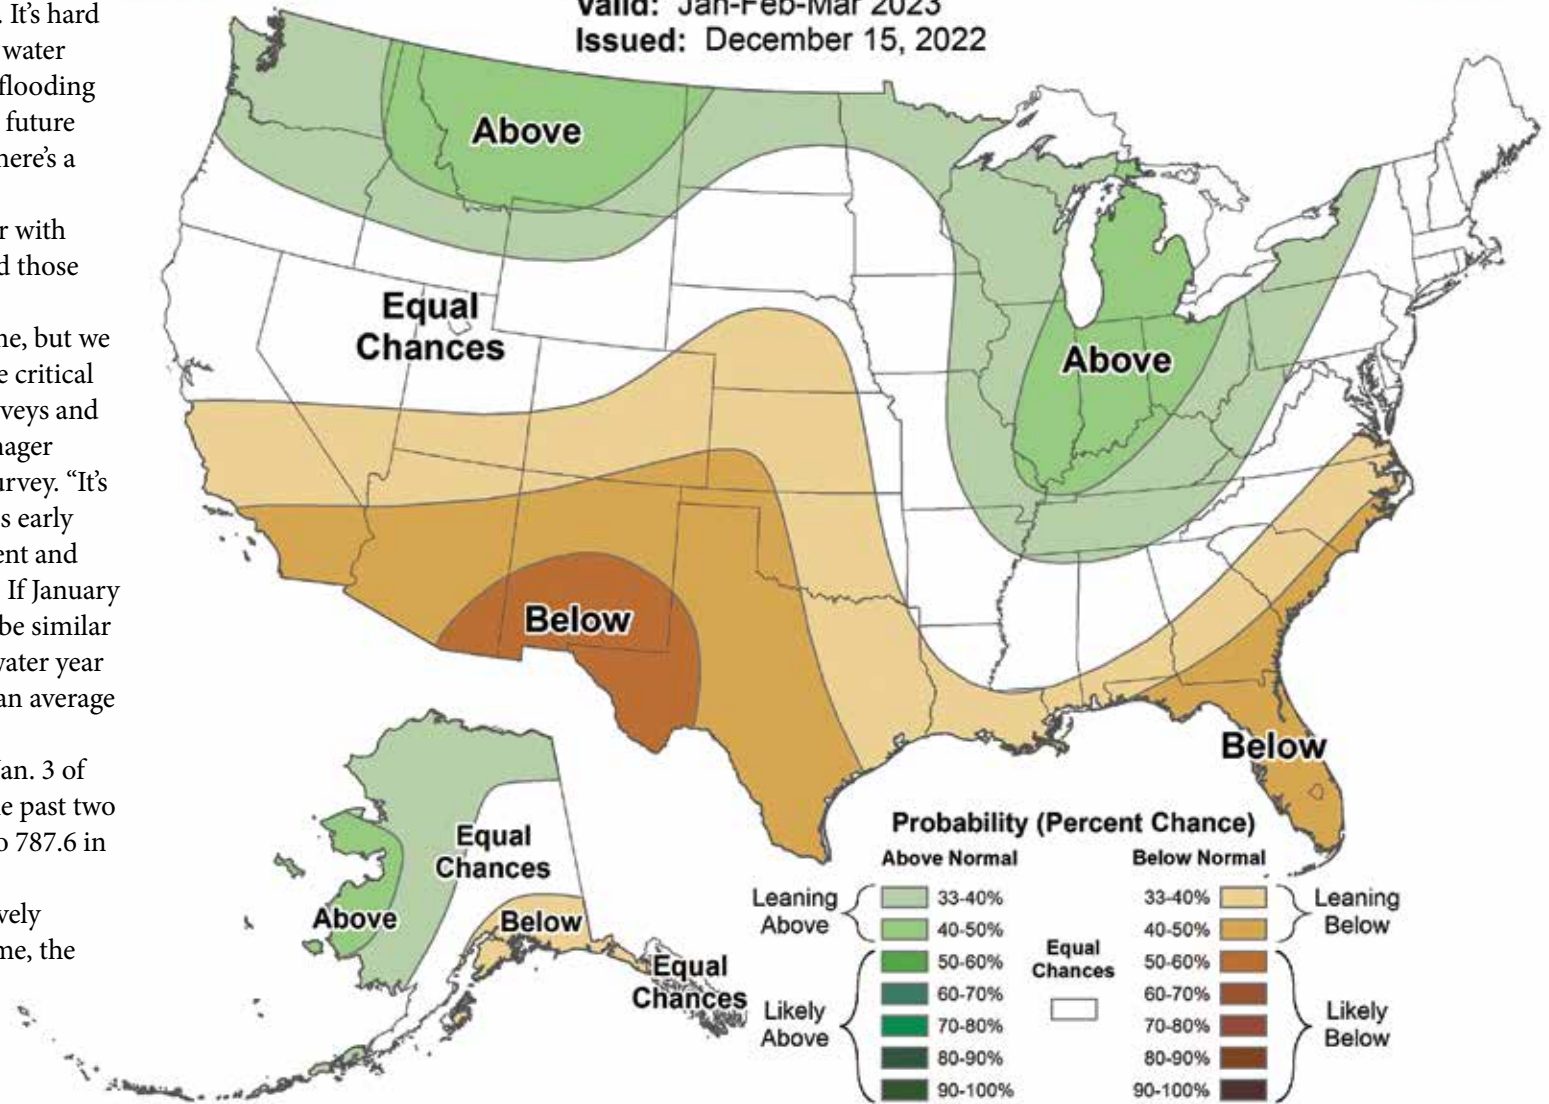 . It's hard
water
flooding
future
here's a
r with
d those
ne, but we
e critical
rveys and
nager
urvey. “It's
s early
ent and
If January
be similar
water year
an average
Jan. 3 of
e past two
o 787.6 in
vely
me, the
Valid: Jan-Feb-Mar 2023
Issued: December 15, 2022
Above
Equal
Chances
Above
Below
Below
Equal
Chances
Above
Below
Equal
Chances
Probability (Percent Chance)
Above Normal
Below Normal
Leaning
Above
33-40%
40-50%
50-60%
60-70%
70-80%
80-90%
90-100%
Likely
Above
Equal
Chances
33-40%
40-50%
50-60%
60-70%
70-80%
80-90%
90-100%
Leaning
Below
Likely
Below